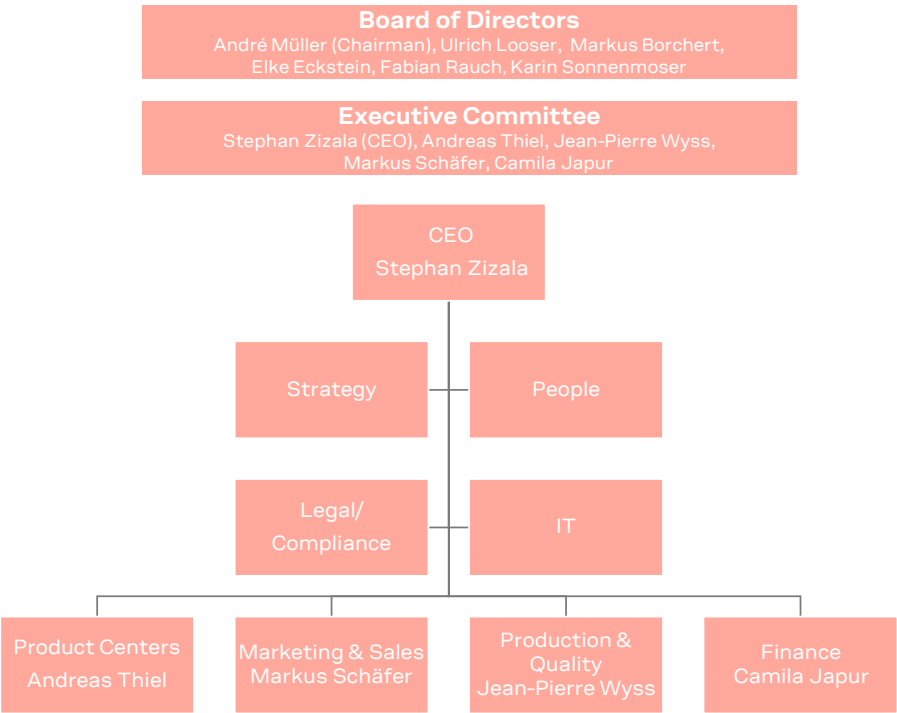 Board of Directors
André Müller (Chairman), Ulrich Looser, Markus Borchert,
Elke Eckstein, Fabian Rauch, Karin Sonnenmoser
Executive Committee
Stephan Zizala (CEO), Andreas Thiel, Jean-Pierre Wyss,
Markus Schäfer, Camila Japur
CEO
Stephan Zizala
Strategy
People
Legal/
Compliance
IT
Product Centers
Andreas Thiel
Marketing & Sales
Markus Schäfer
Production &
Quality
Jean-Pierre Wyss
Finance
Camila Japur